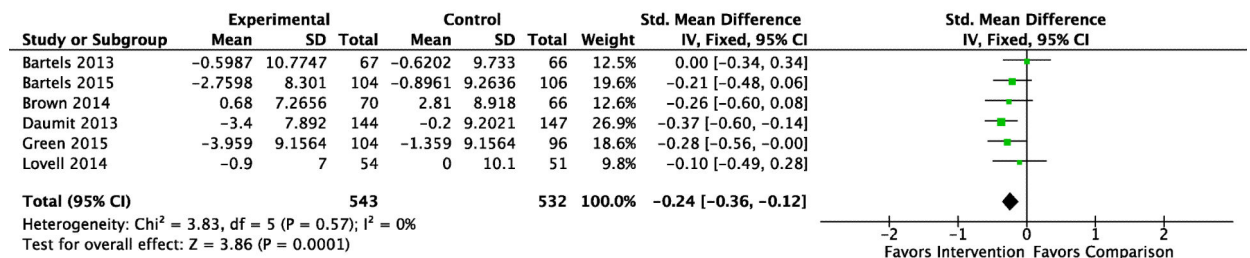 Experimental Control Std. Mean Difference Std. Mean Difference
Study or Subgroup Mean SD Total Mean SD Total Weight IV, Fixed, 95% CI IV, Fixed, 95% CI
Bartels 2013 -0.5987 10.7747 67 -0.6202 9.733 66 12.5% 0.00 [-0.34, 0.34]
Bartels 2015 -2.7598 8.301 104 -0.8961 9.2636 106 19.6% -0.21 [-0.48, 0.06]
Brown 2014 0.68 7.2656 70 2.81 8.918 66 12.6% -0.26 [-0.60, 0.08]
Daumit 2013 -3.4 7.892 144 -0.2 9.2021 147 26.9% -0.37 [-0.60, -0.14]
Green 2015 -3.959 9.1564 104 -1.359 9.1564 96 18.6% -0.28 [-0.56, -0.00]
Lovell 2014 -0.9 7 54 0 10.1 51 9.8% -0.10 [-0.49, 0.28]
Total (95% CI) 543 532 100.0% -0.24 [-0.36, -0.12]
Heterogeneity: Chi² = 3.83, df = 5 (P = 0.57); I² = 0%
Test for overall effect: Z = 3.86 (P = 0.0001)
-2 -1 0 1 2
Favors Intervention Favors Comparison